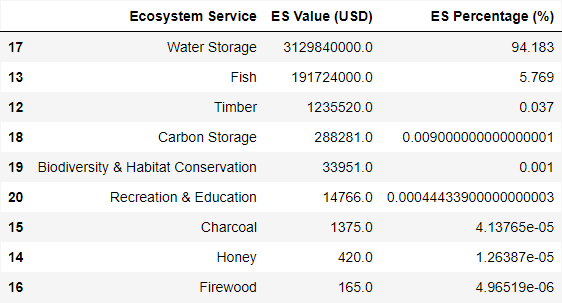 Ecosystem Service ES Value (USD) ES Percentage (%)
17 Water Storage 3129840000.0 94.183
13 Fish 191724000.0 5.769
12 Timber 1235520.0 0.037
18 Carbon Storage 288281.0 0.009000000000000001
19 Biodiversity & Habitat Conservation 33951.0 0.001
20 Recreation & Education 14766.0 0.00044433900000000003
15 Charcoal 1375.0 4.13765e-05
14 Honey 420.0 1.26387e-05
16 Firewood 165.0 4.96519e-06